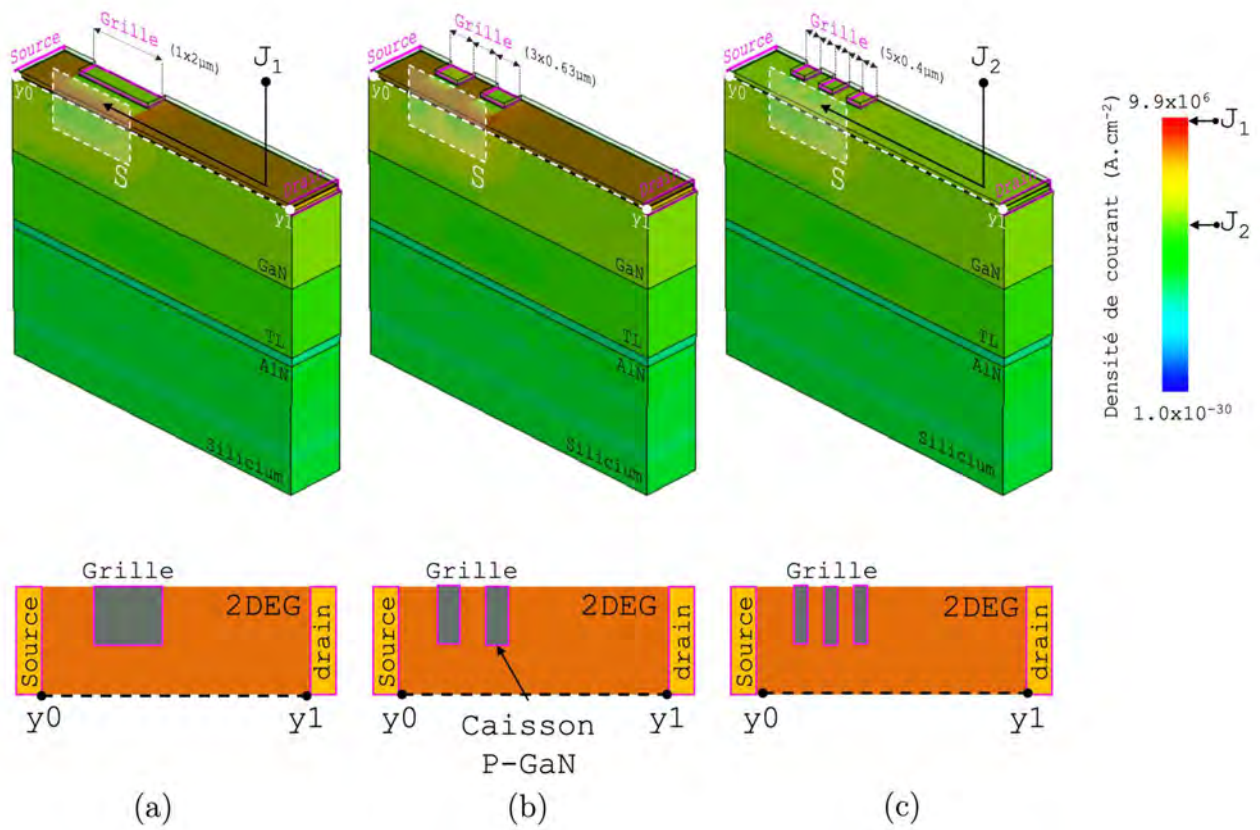 Grille
Source
(1x2µm)
J1
y0
S
Drain
y1
GaN
TL
AlN
Silicium
Grille
Source
(3x0.63µm)
y0
S
Drain
y1
GaN
TL
AlN
Silicium
Grille
Source
(5x0.4µm)
J2
y0
S
Drain
y1
GaN
TL
AlN
Silicium
Densité de courant (A.cm⁻²)
9.9x10⁶
J1
J2
1.0x10⁻³⁰
Grille
Source
2DEG
drain
y0
y1
Grille
Source
2DEG
drain
y0
y1
Caisson
P-GaN
Grille
Source
2DEG
drain
y0
y1
(a)
(b)
(c)